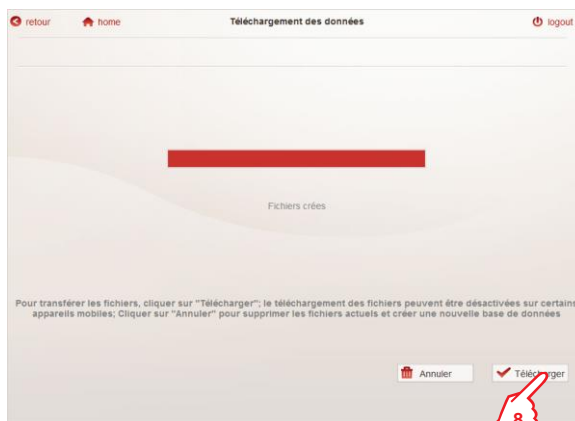 retour home Téléchargement des données logout
Fichiers crées
Pour transférer les fichiers, cliquer sur "Télécharger"; le téléchargement des fichiers peuvent être désactivées sur certains
appareils mobiles; Cliquer sur "Annuler" pour supprimer les fichiers actuels et créer une nouvelle base de données
Annuler Télécharger
8